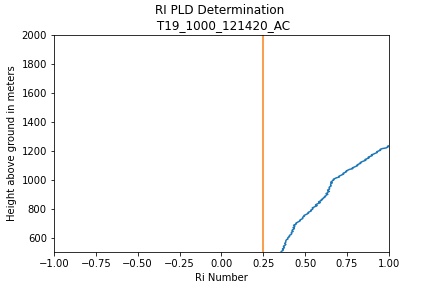 RI PLD Determination
T19_1000_121420_AC
2000
1800
1600
1400
1200
1000
800
600
Height above ground in meters
−1.00 −0.75 −0.50 −0.25 0.00 0.25 0.50 0.75 1.00
Ri Number